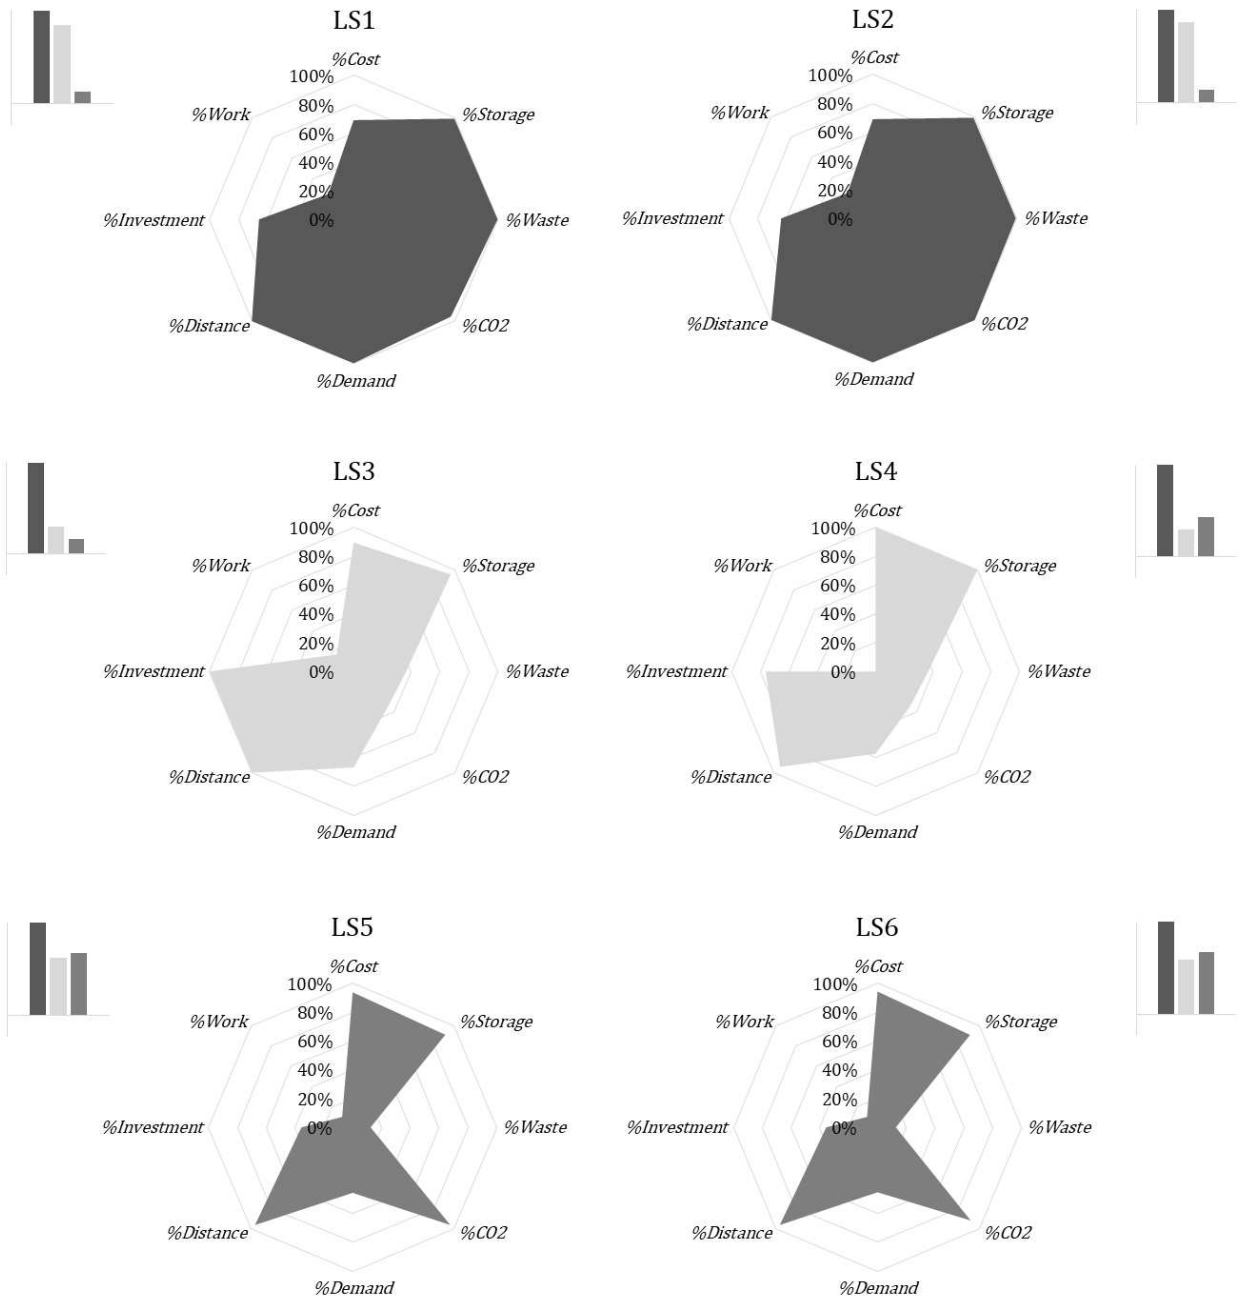 LS1
%Cost
100%
80%
60%
40%
20%
0%
%Storage
%Waste
%CO2
%Demand
%Distance
%Investment
%Work
LS2
%Cost
100%
80%
60%
40%
20%
0%
%Storage
%Waste
%CO2
%Demand
%Distance
%Investment
%Work
LS3
%Cost
100%
80%
60%
40%
20%
0%
%Storage
%Waste
%CO2
%Demand
%Distance
%Investment
%Work
LS4
%Cost
100%
80%
60%
40%
20%
0%
%Storage
%Waste
%CO2
%Demand
%Distance
%Investment
%Work
LS5
%Cost
100%
80%
60%
40%
20%
0%
%Storage
%Waste
%CO2
%Demand
%Distance
%Investment
%Work
LS6
%Cost
100%
80%
60%
40%
20%
0%
%Storage
%Waste
%CO2
%Demand
%Distance
%Investment
%Work